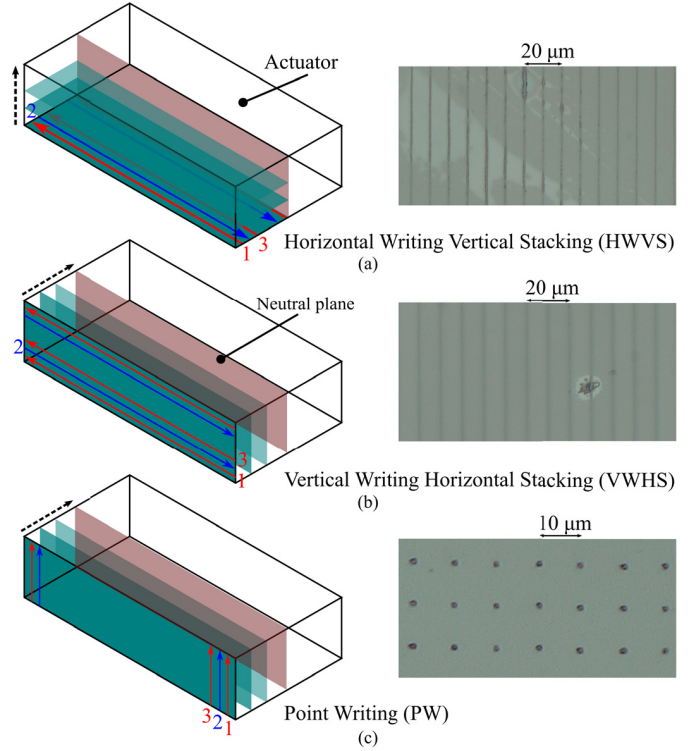 Actuator
20 μm
2
1
3
Horizontal Writing Vertical Stacking (HWVS)
(a)
20 μm
Neutral plane
2
3
1
Vertical Writing Horizontal Stacking (VWHS)
(b)
10 μm
3
2
1
Point Writing (PW)
(c)